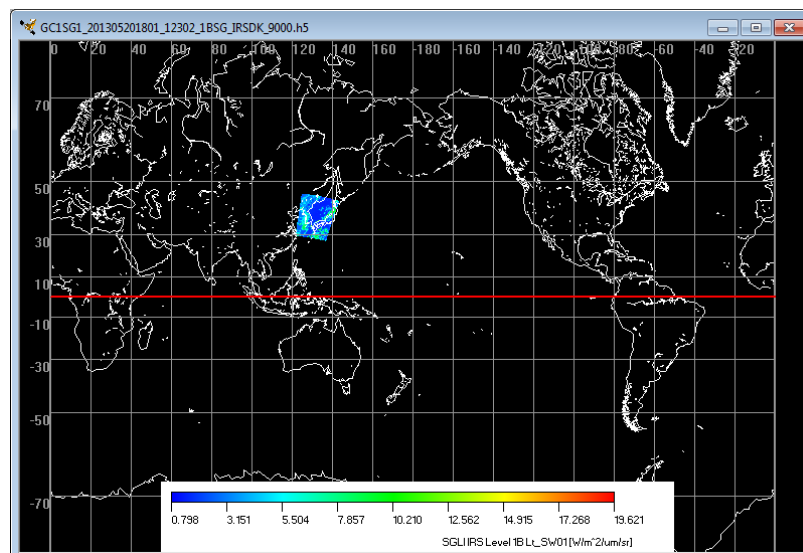 GC1SG1_201305201801_12302_1BSG_IRSDK_9000.h5
0 20 40 60 80 100 120 140 160 -180 -160 -140 -120 -100 -80 -60 -40 -20
70
50
30
10
-10
-30
-50
-70
0.798 3.151 5.504 7.857 10.210 12.562 14.915 17.268 19.621
SGLI IRS Level 1B Lt_SW01 [W/m^2/um/sr]